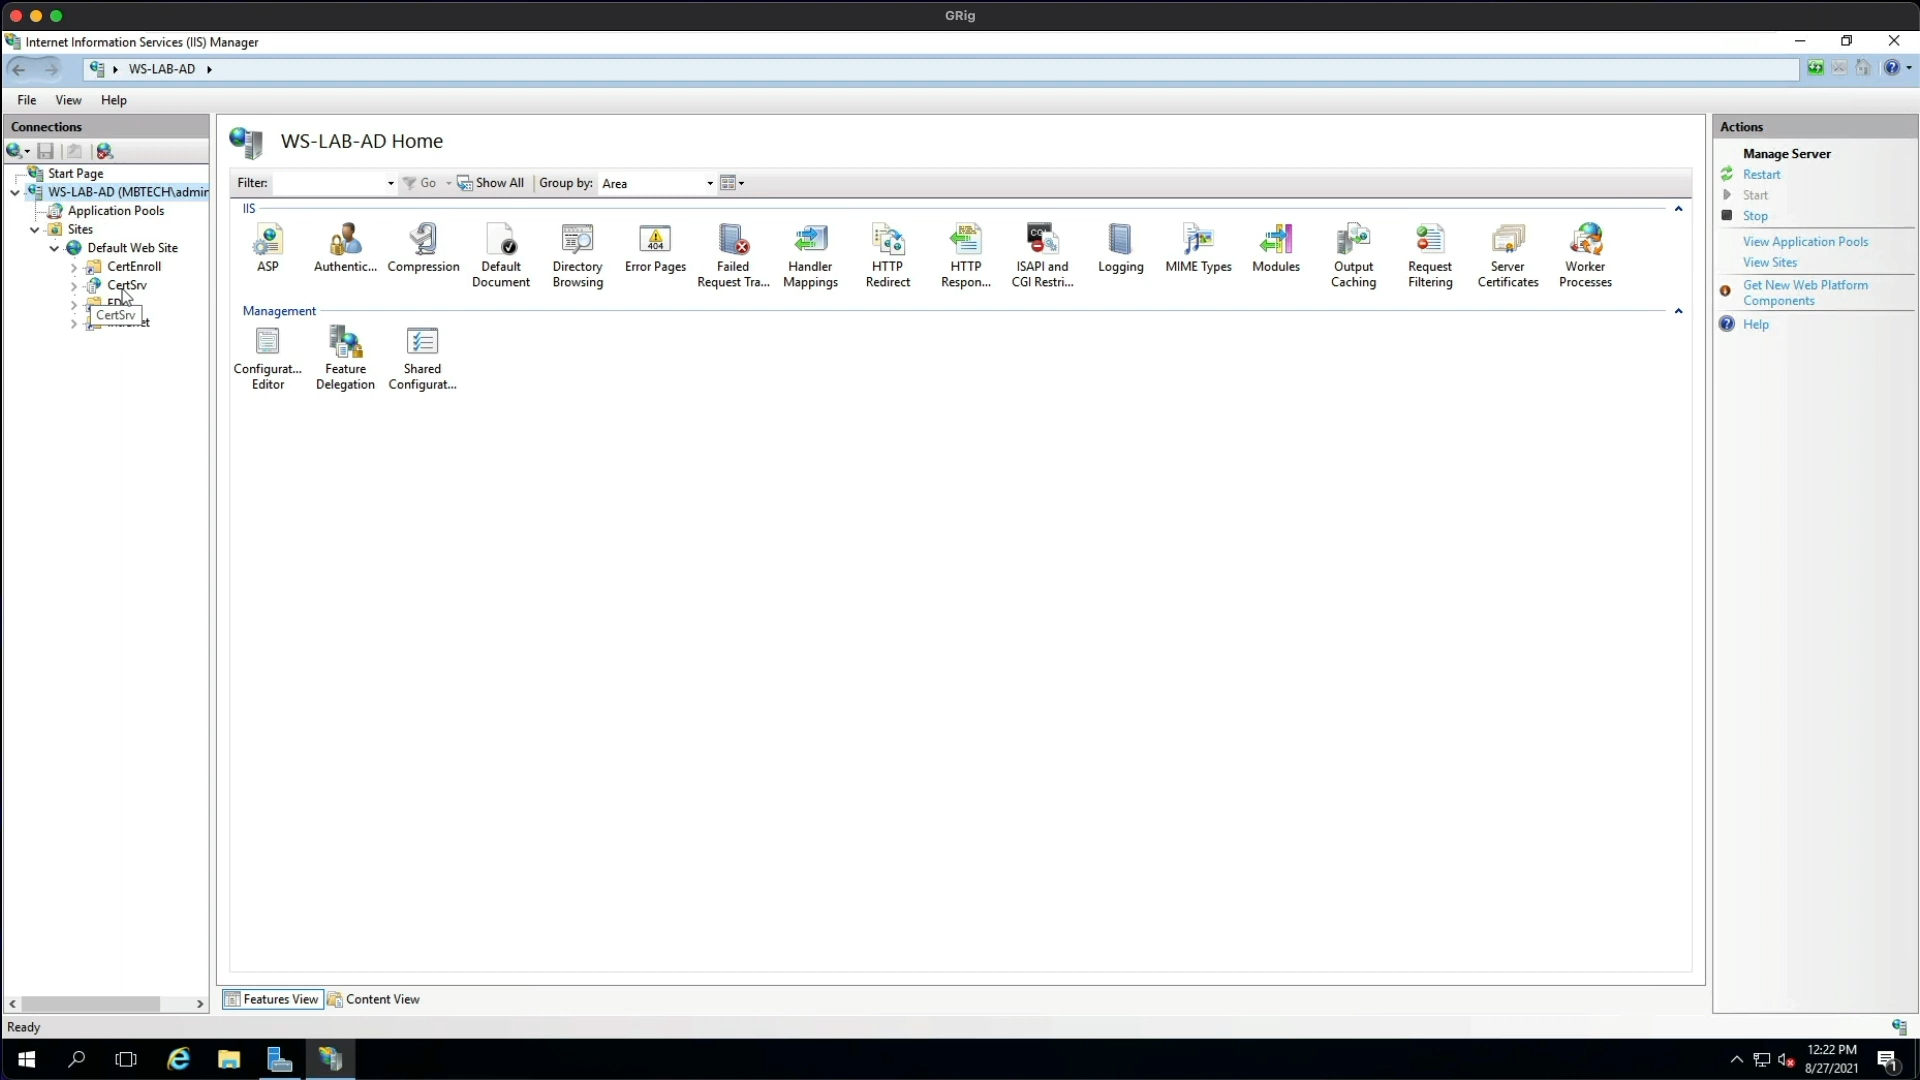 GRig
Internet Information Services (IIS) Manager
WS-LAB-AD
File View Help
Connections
Start Page
WS-LAB-AD (MBTECH\admin
Application Pools
Sites
Default Web Site
CertEnroll
CertSrv
CertSrv
WS-LAB-AD Home
Filter: Go Show All Group by: Area
IIS
ASP
Authentic...
Compression
Default
Document
Directory
Browsing
Error Pages
404
Failed
Request Tra...
Handler
Mappings
HTTP
Redirect
HTTP
Respon...
ISAPI and
CGI Restri...
Logging
MIME Types
Modules
Output
Caching
Request
Filtering
Server
Certificates
Worker
Processes
Management
Configurat...
Editor
Feature
Delegation
Shared
Configurat...
Features View Content View
Actions
Manage Server
Restart
Start
Stop
View Application Pools
View Sites
Get New Web Platform
Components
Help
Ready
12:22 PM
8/27/2021
1